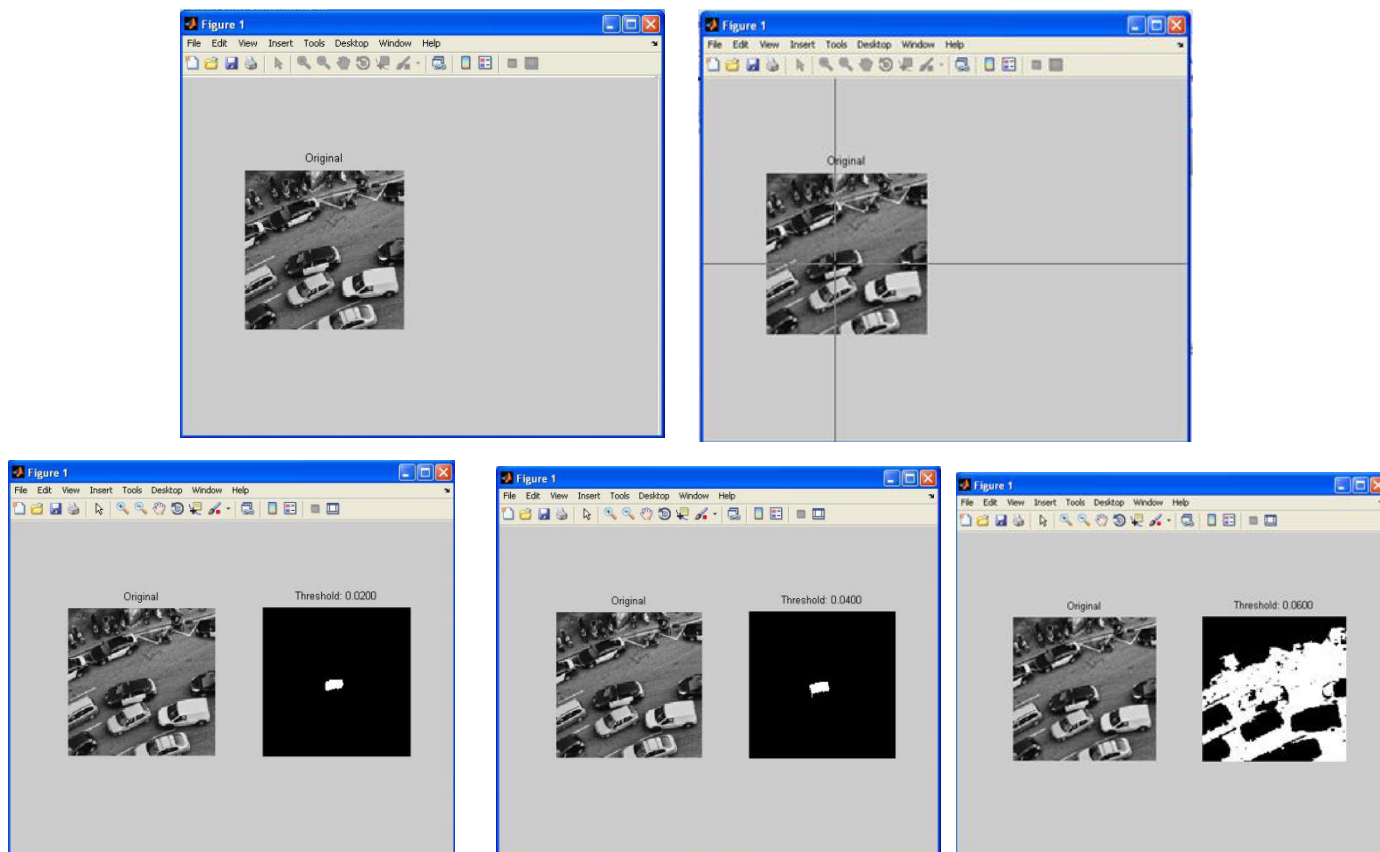 Figure 1
File Edit View Insert Tools Desktop Window Help
Original
Figure 1
File Edit View Insert Tools Desktop Window Help
Original
Figure 1
File Edit View Insert Tools Desktop Window Help
Original
Threshold: 0.0200
Figure 1
File Edit View Insert Tools Desktop Window Help
Original
Threshold: 0.0400
Figure 1
File Edit View Insert Tools Desktop Window Help
Original
Threshold: 0.0600